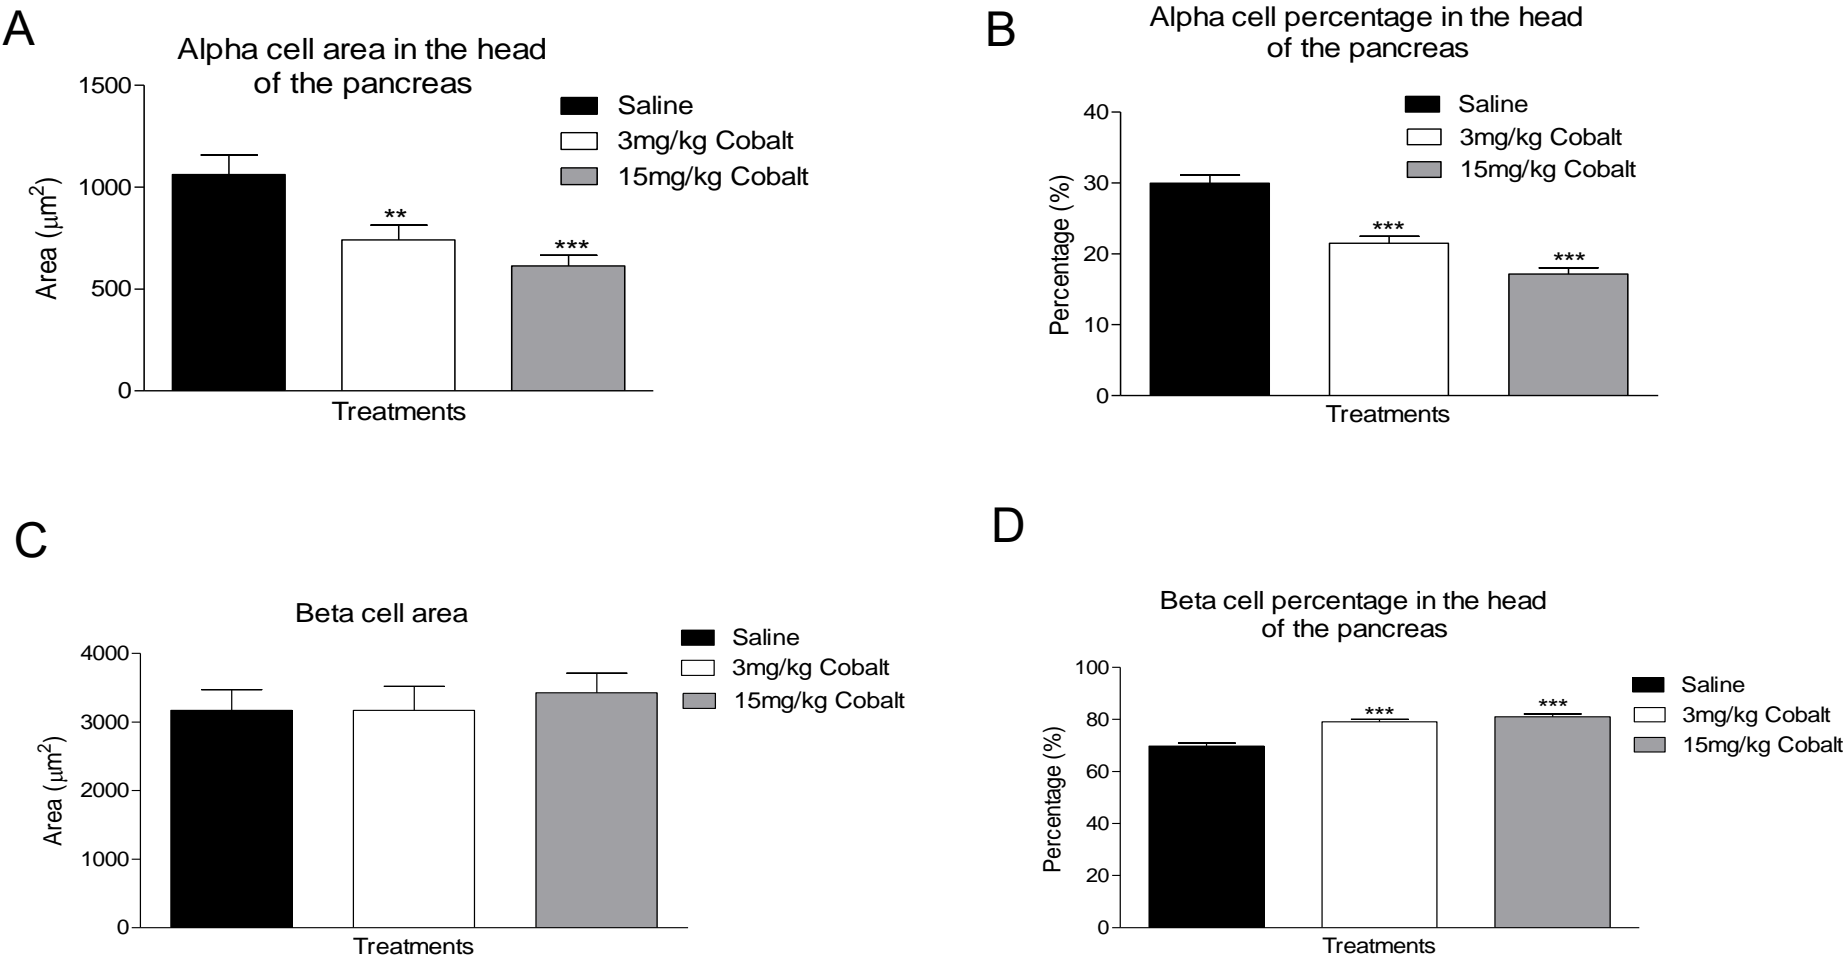 A
Alpha cell area in the head
of the pancreas
1500
1000
500
0
Area (μm²)
**
***
Treatments
Saline
3mg/kg Cobalt
15mg/kg Cobalt
B
Alpha cell percentage in the head
of the pancreas
40
30
20
10
0
Percentage (%)
***
***
Treatments
Saline
3mg/kg Cobalt
15mg/kg Cobalt
C
Beta cell area
4000
3000
2000
1000
0
Area (μm²)
Treatments
Saline
3mg/kg Cobalt
15mg/kg Cobalt
D
Beta cell percentage in the head
of the pancreas
100
80
60
40
20
0
Percentage (%)
***
***
Treatments
Saline
3mg/kg Cobalt
15mg/kg Cobalt